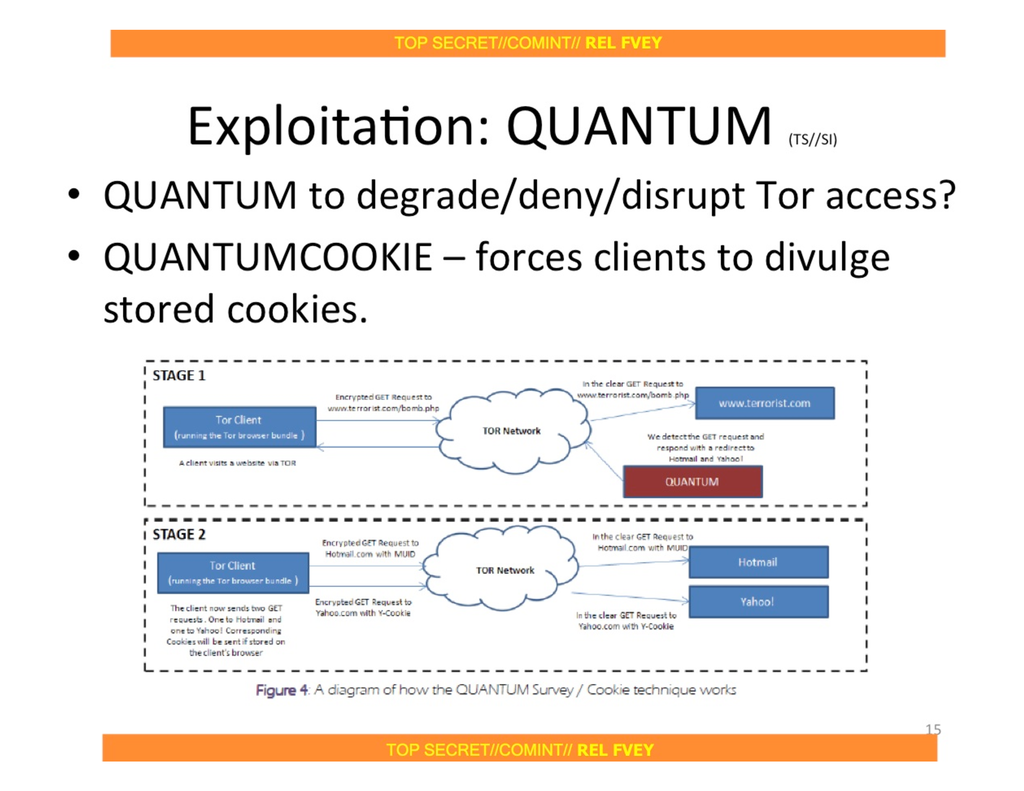 TOP SECRET//COMINT// REL FVEY
Exploitation: QUANTUM (TS//SI)
• QUANTUM to degrade/deny/disrupt Tor access?
• QUANTUMCOOKIE – forces clients to divulge
stored cookies.
STAGE 1
Tor Client
(running the Tor browser bundle )
A client visits a website via TOR
Encrypted GET Request to
www.terrorist.com/bomb.php
TOR Network
In the clear GET Request to
www.terrorist.com/bomb.php
www.terrorist.com
We detect the GET request and
respond with a redirect to
Hotmail and Yahoo!
QUANTUM
STAGE 2
Tor Client
(running the Tor browser bundle )
The client now sends two GET
requests. One to Hotmail and
one to Yahoo! Corresponding
Cookies will be sent if stored on
the client's browser
Encrypted GET Request to
Hotmail.com with MUID
Encrypted GET Request to
Yahoo.com with Y-Cookie
TOR Network
In the clear GET Request to
Hotmail.com with MUID
In the clear GET Request to
Yahoo.com with Y-Cookie
Hotmail
Yahoo!
Figure 4: A diagram of how the QUANTUM Survey / Cookie technique works
15
TOP SECRET//COMINT// REL FVEY